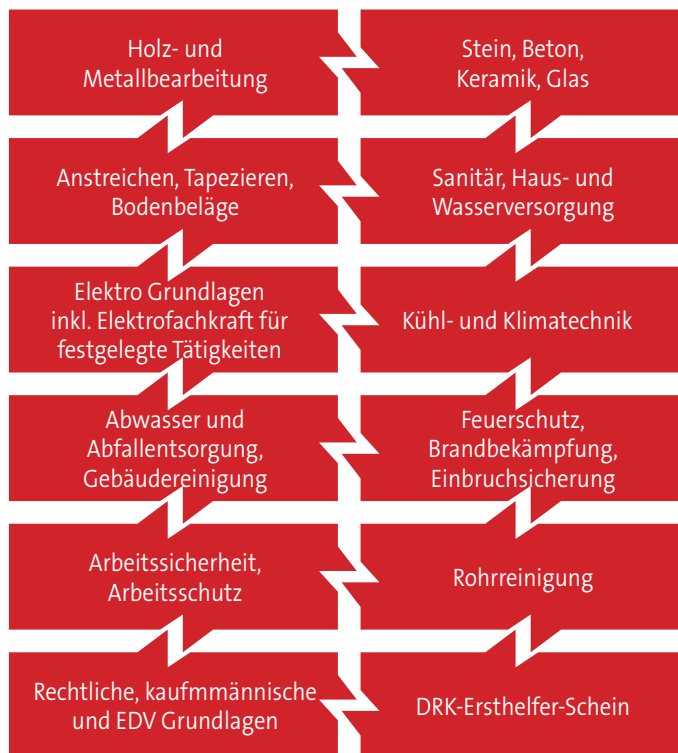 Holz- und
Metallbearbeitung
Stein, Beton,
Keramik, Glas
Anstreichen, Tapezieren,
Bodenbeläge
Sanitär, Haus- und
Wasserversorgung
Elektro Grundlagen
inkl. Elektrofachkraft für
festgelegte Tätigkeiten
Kühl- und Klimatechnik
Abwasser und
Abfallentsorgung,
Gebäudereinigung
Feuerschutz,
Brandbekämpfung,
Einbruchsicherung
Arbeitssicherheit,
Arbeitsschutz
Rohrreinigung
Rechtliche, kaufmmännische
und EDV Grundlagen
DRK-Ersthelfer-Schein